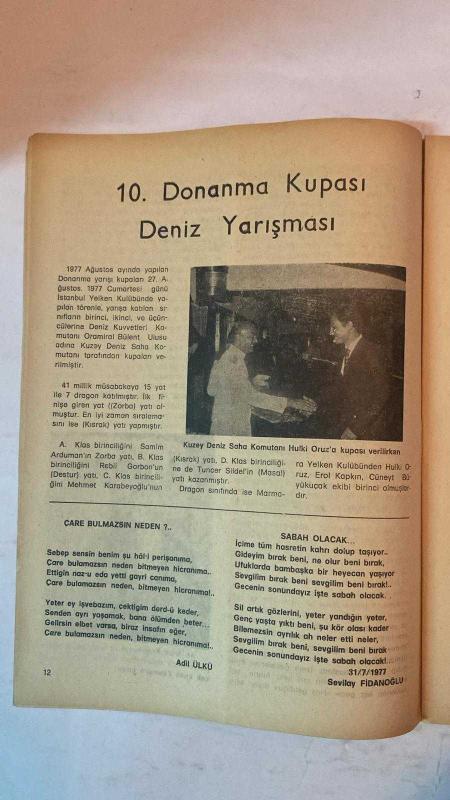 10. Donanma Kupası
Deniz Yarışması
1977 Ağustos ayında yapılan
Donanma yarışı kupaları 27. A-
ğustos. 1977 Cumartesi günü
İstanbul Yelken Kulübünde ya-
pılan törenle, yarışa katılan sı-
nıfların birinci, ikinci, ve üçün-
cülerine Deniz Kuvvetleri Ko-
mutanı Oramiral Bülent Ulusu
adına Kuzey Deniz Saha Ko-
mutanı tarafından kupaları ve-
rilmiştir.
41 millik müsabakaya 15 yat
ile 7 dragon katılmıştır. İlk fi-
nişe giren yat ((Zorba) yatı ol-
muştur. En iyi zaman sıralama-
sını ise (Kısrak) yatı yapmıştır.
A. Klas birinciliğini Samim
Arduman'ın Zorba yatı, B. Klas
birinciliğini Rebii Gorbon'un
(Destur) yatı, C. Klas birincili-
ğini Mehmet Karabeyoğlu'nun
Kuzey Deniz Saha Komutanı Hulki Oruz'a kupası verilirken
(Kısrak) yatı, D. Klas birinciliği-
ne de Tuncer Sildel'in (Masal)
yatı kazanmıştır.
Dragon sınıfında ise Marma-
ra Yelken Kulübünden Hulki O-
ruz, Erol Kapkın, Cüneyt Bü-
yükuçak ekibi birinci olmuşlar-
dır.
ÇARE BULMAZSIN NEDEN ?..
Sebep sensin benim şu hâl-i perişanıma,
Çare bulamazsın neden, bitmeyen hicranıma!..
Ettigin naz-u eda yetti gayri canıma,
Çare bulamazsın neden, bitmeyen hicranıma!..
Yeter ey işvebazım, çektigim derd-ü keder,
Senden ayrı yaşamak, bana ölümden beter...
Gelirsin elbet varsa, biraz insafın eğer,
Çare bulamazsın neden, bitmeyen hicranıma!..
Adil ÜLKÜ
SABAH OLACAK...
İçime tüm hasretin kahrı dolup taşıyor..
Gideyim bırak beni, ne olur beni bırak,
Ufuklarda bambaşka bir heyecan yaşıyor
Sevgilim bırak beni sevgilim beni bırak!..
Gecenin sonundayız işte sabah olacak.
Sil artık gözlerini, yeter yandığın yeter,
Genç yaşta yıktı beni, şu kör olası kader
Bilemezsin ayrılık ah neler etti neler,
Sevgilim bırak beni, sevgilim beni bırak
Gecenin sonundayız işte sabah olacak!..
31/7/1977
Sevilay FİDANOĞLU
12